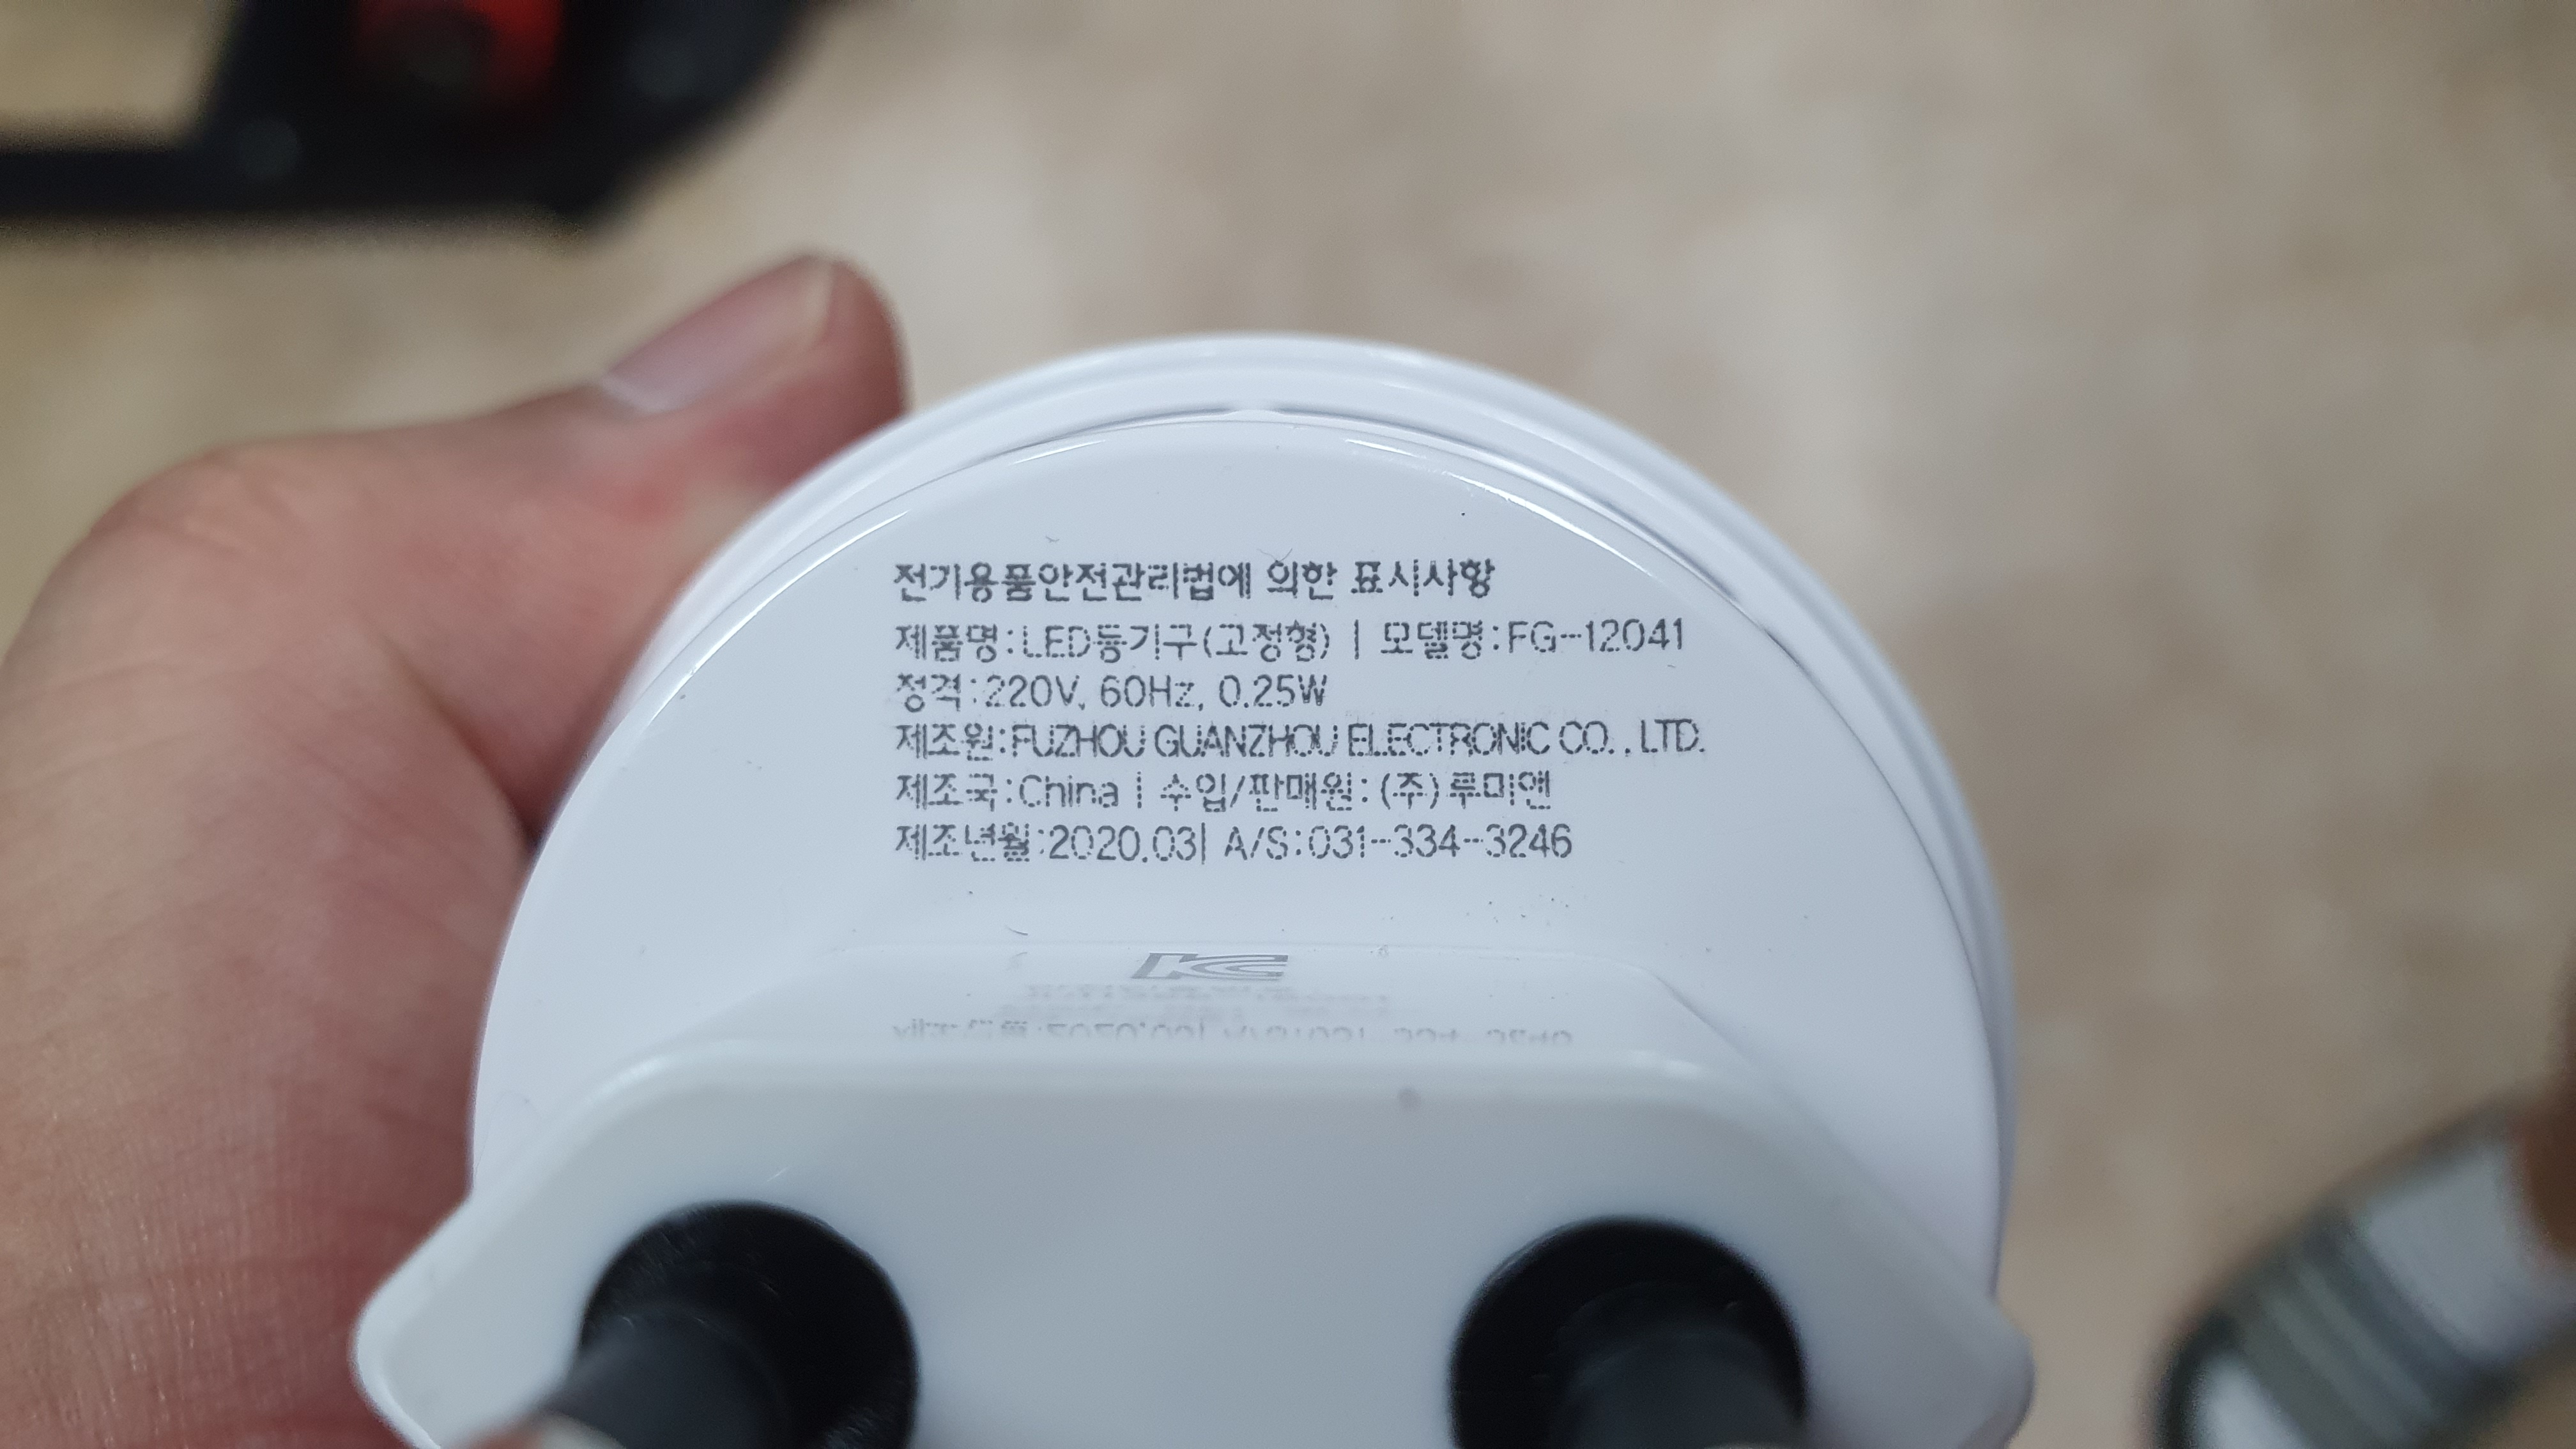 전기용품안전관리법에 의한 표시사항
제품명:LED등기구(고정형) | 모델명:FG-12041
정격:220V, 60Hz, 0.25W
제조원:FUZHOU GUANZHOU ELECTRONIC CO., LTD.
제조국:China | 수입/판매원: (주)루미앤
제조년월:2020.03| A/S:031-334-3246
KC